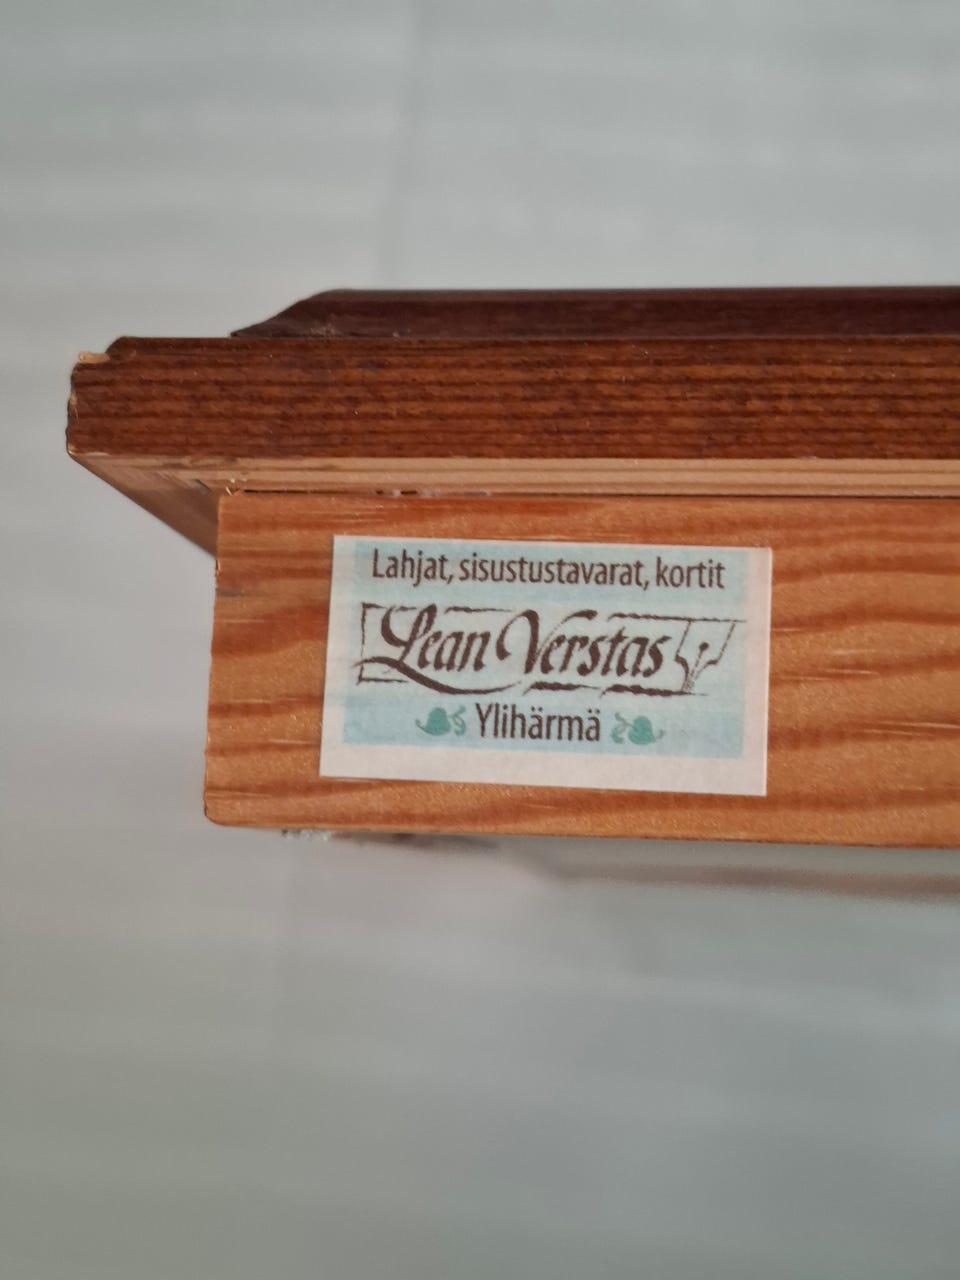 Lahjat, sisustustavarat, kortit
Lean Verstas
Ylihärmä